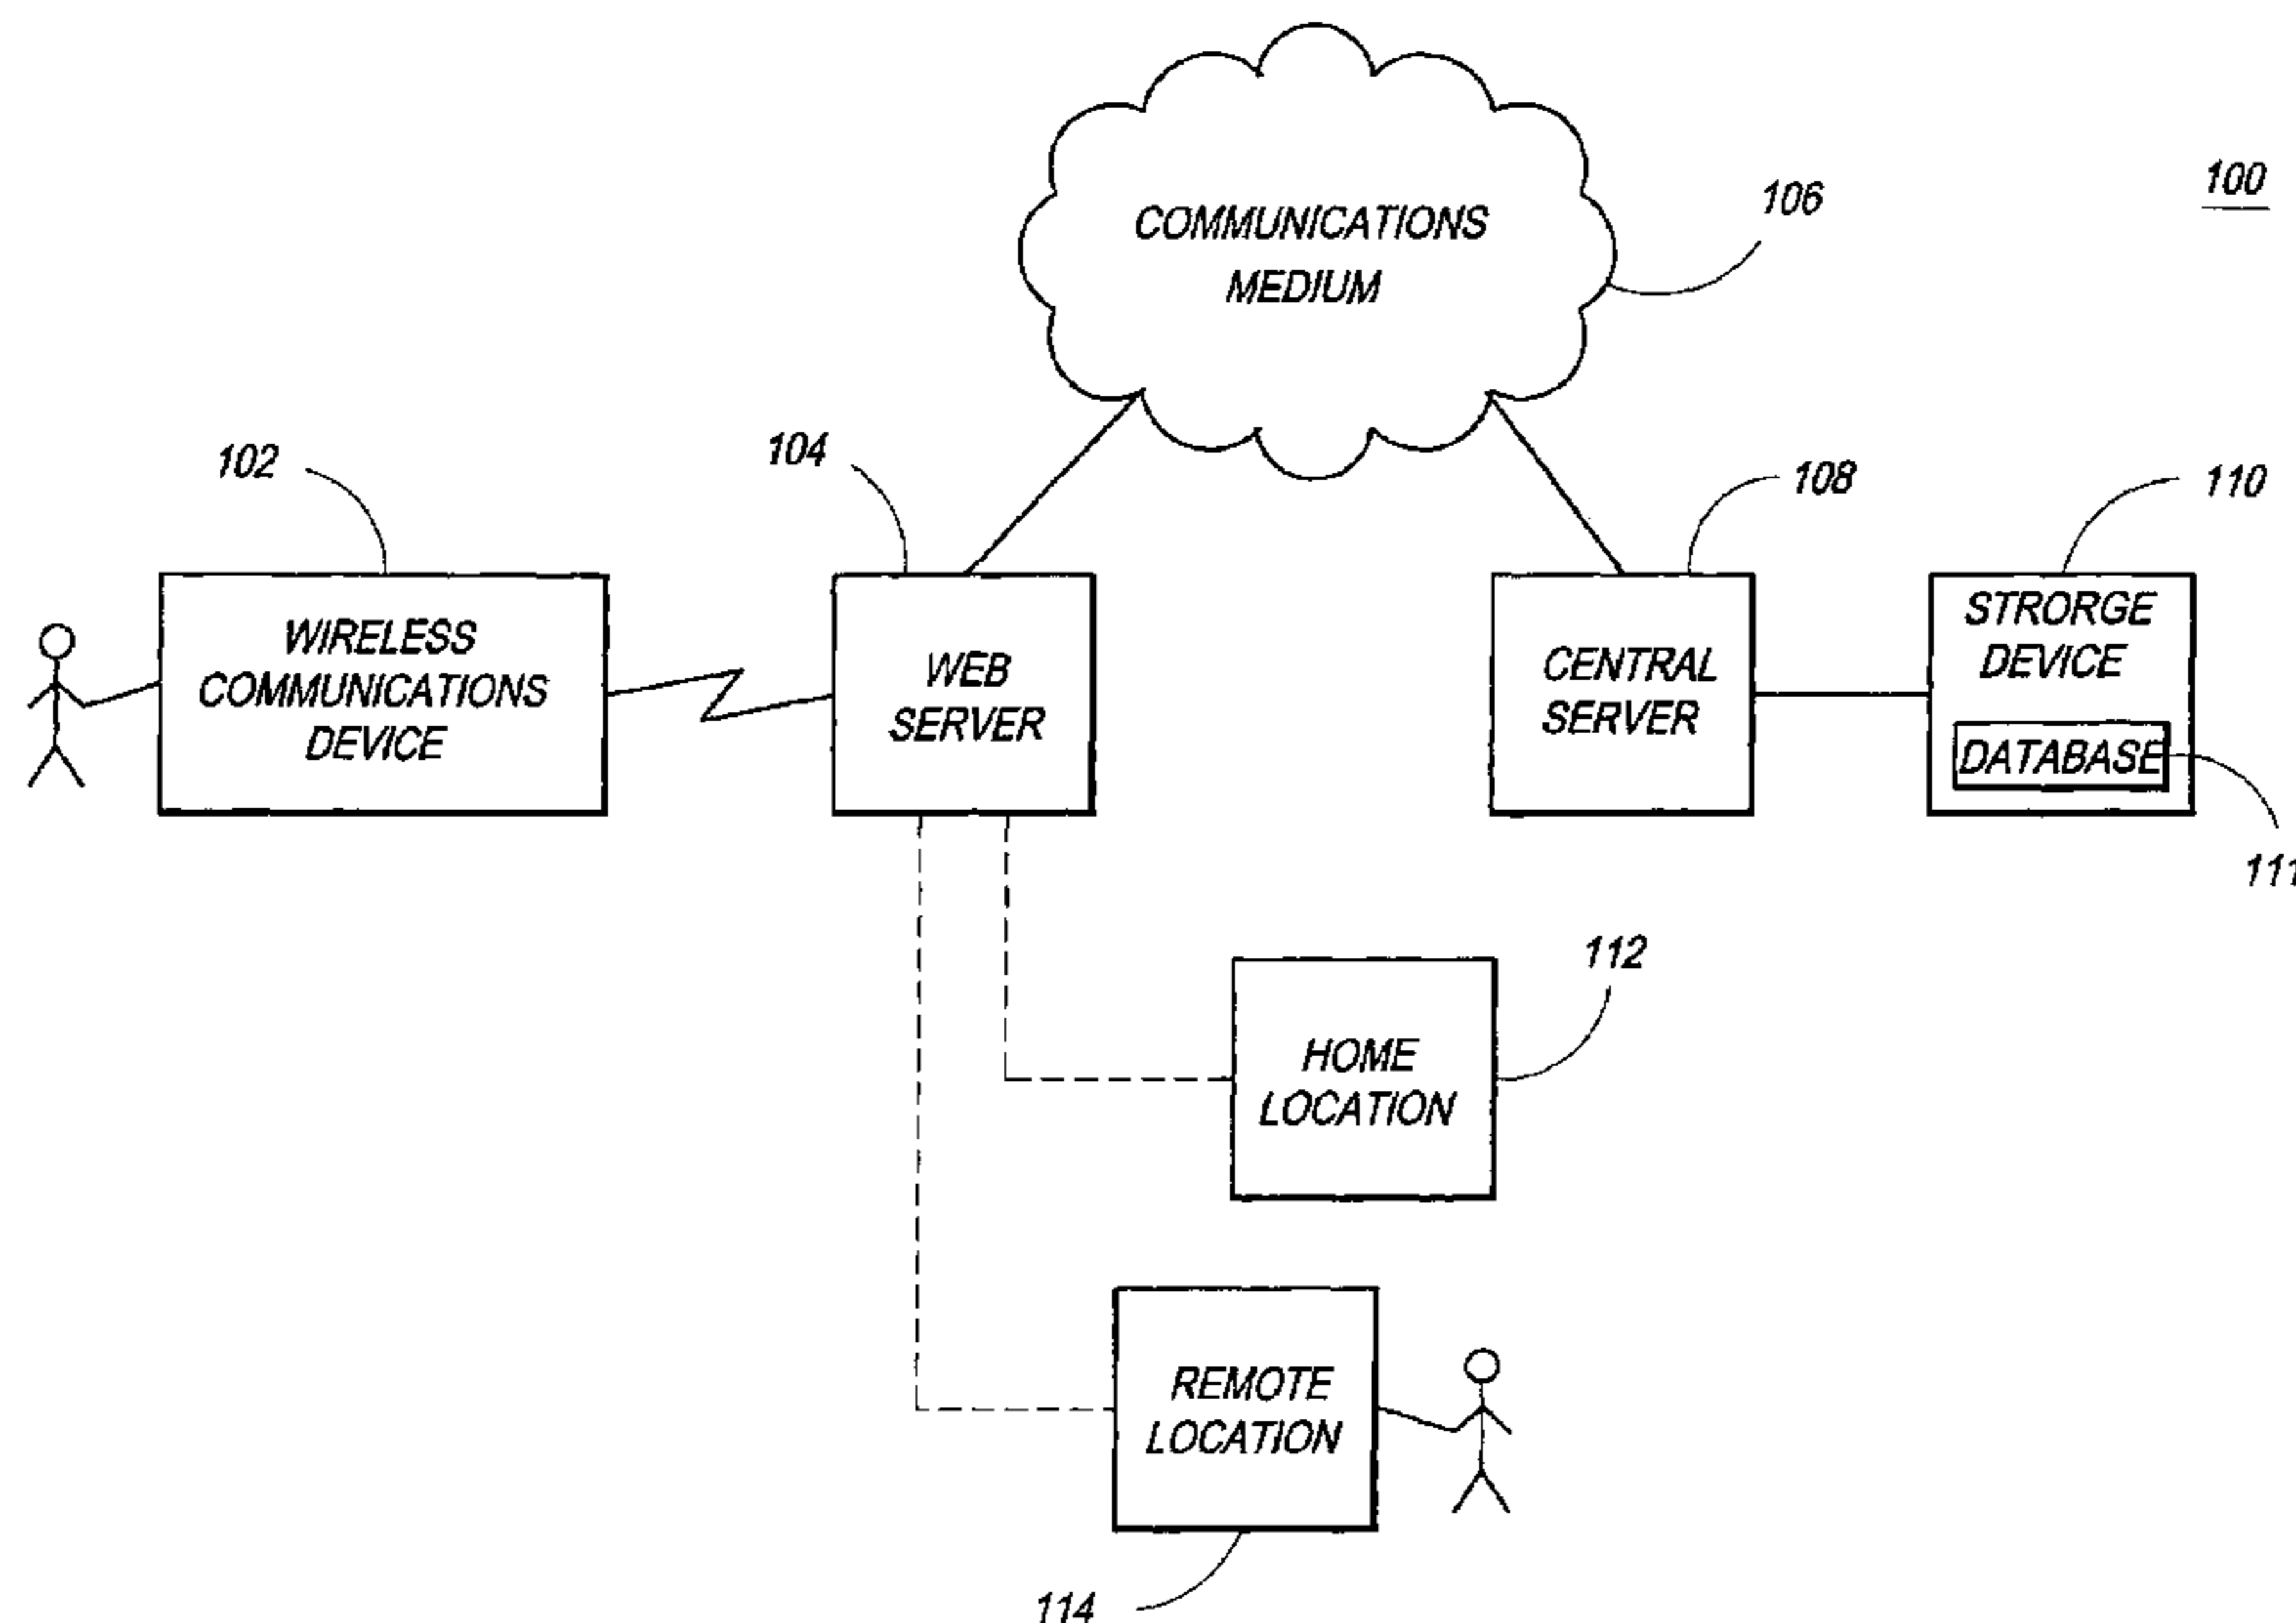 COMMUNICATIONS
MEDIUM
106
100
102
104
108
110
WIRELESS
COMMUNICATIONS
DEVICE
WEB
SERVER
CENTRAL
SERVER
STRORGE
DEVICE
DATABASE
111
112
HOME
LOCATION
REMOTE
LOCATION
114